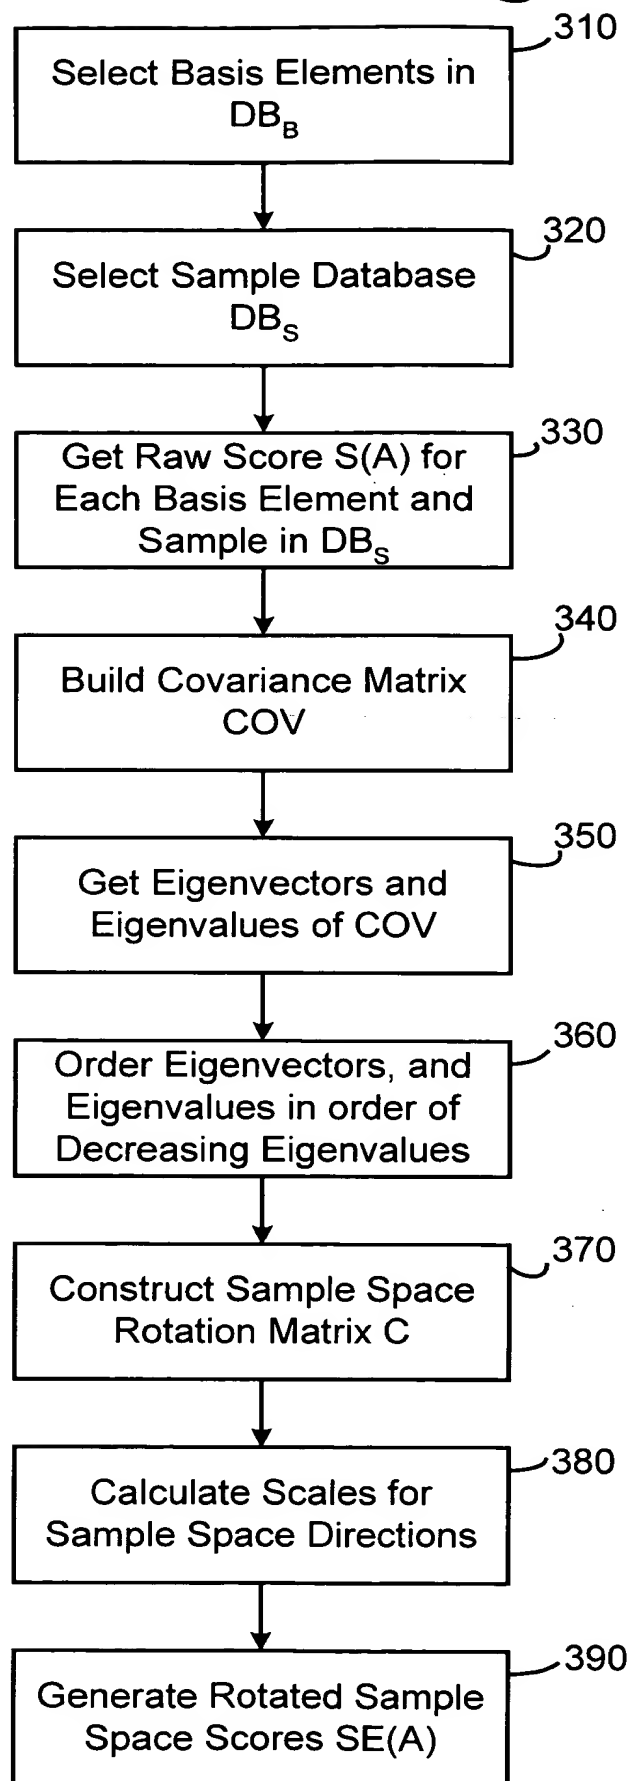 310
Select Basis Elements in
DB_B
320
Select Sample Database
DB_S
330
Get Raw Score S(A) for
Each Basis Element and
Sample in DB_S
340
Build Covariance Matrix
COV
350
Get Eigenvectors and
Eigenvalues of COV
360
Order Eigenvectors, and
Eigenvalues in order of
Decreasing Eigenvalues
370
Construct Sample Space
Rotation Matrix C
380
Calculate Scales for
Sample Space Directions
390
Generate Rotated Sample
Space Scores SE(A)